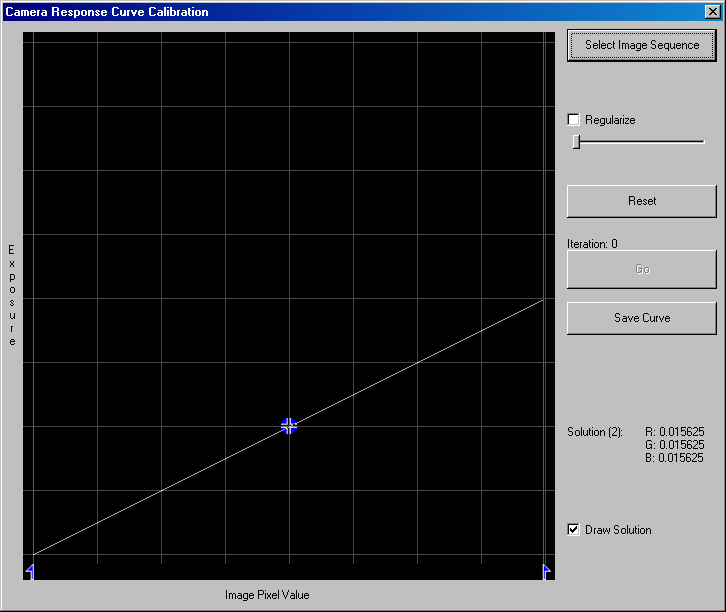 Camera Response Curve Calibration
Select Image Sequence
Regularize
Reset
Exposure
Iteration: 0
Go
Save Curve
Solution (2): R: 0.015625
G: 0.015625
B: 0.015625
Draw Solution
Image Pixel Value